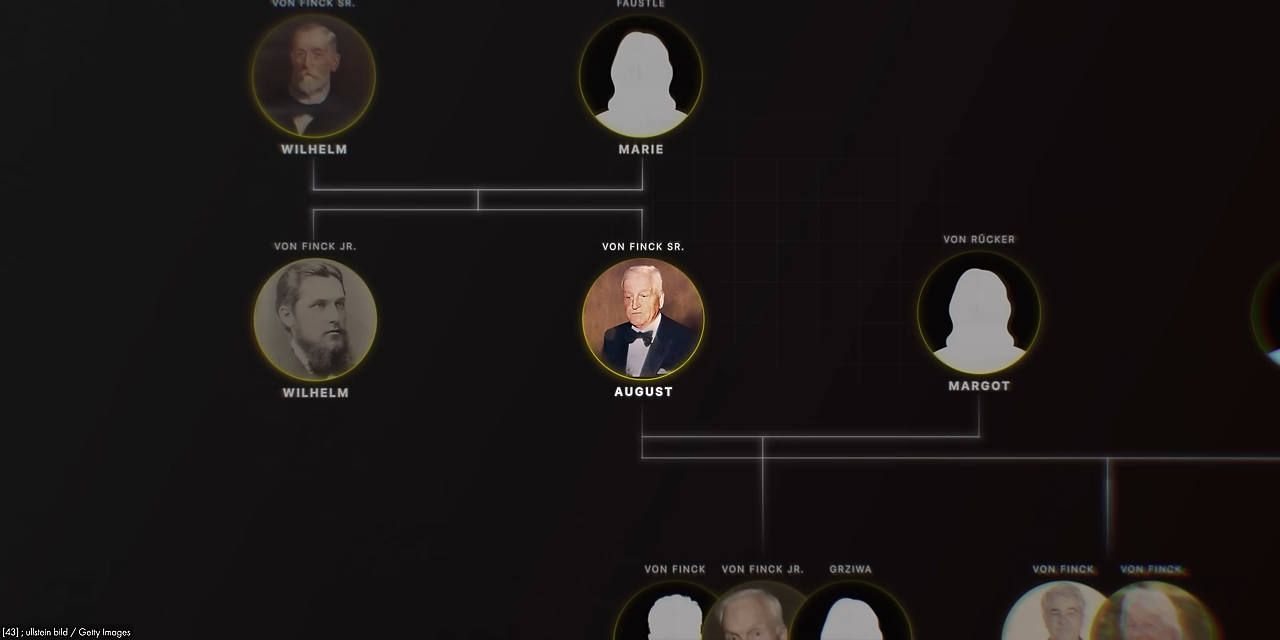 VON FINCK SR.
FAUSTLE
WILHELM
MARIE
VON FINCK JR.
VON FINCK SR.
VON RÜCKER
WILHELM
AUGUST
MARGOT
VON FINCK
VON FINCK JR.
GRZIWA
VON FINCK
VON FINCK
[43] ; ullstein bild / Getty Images